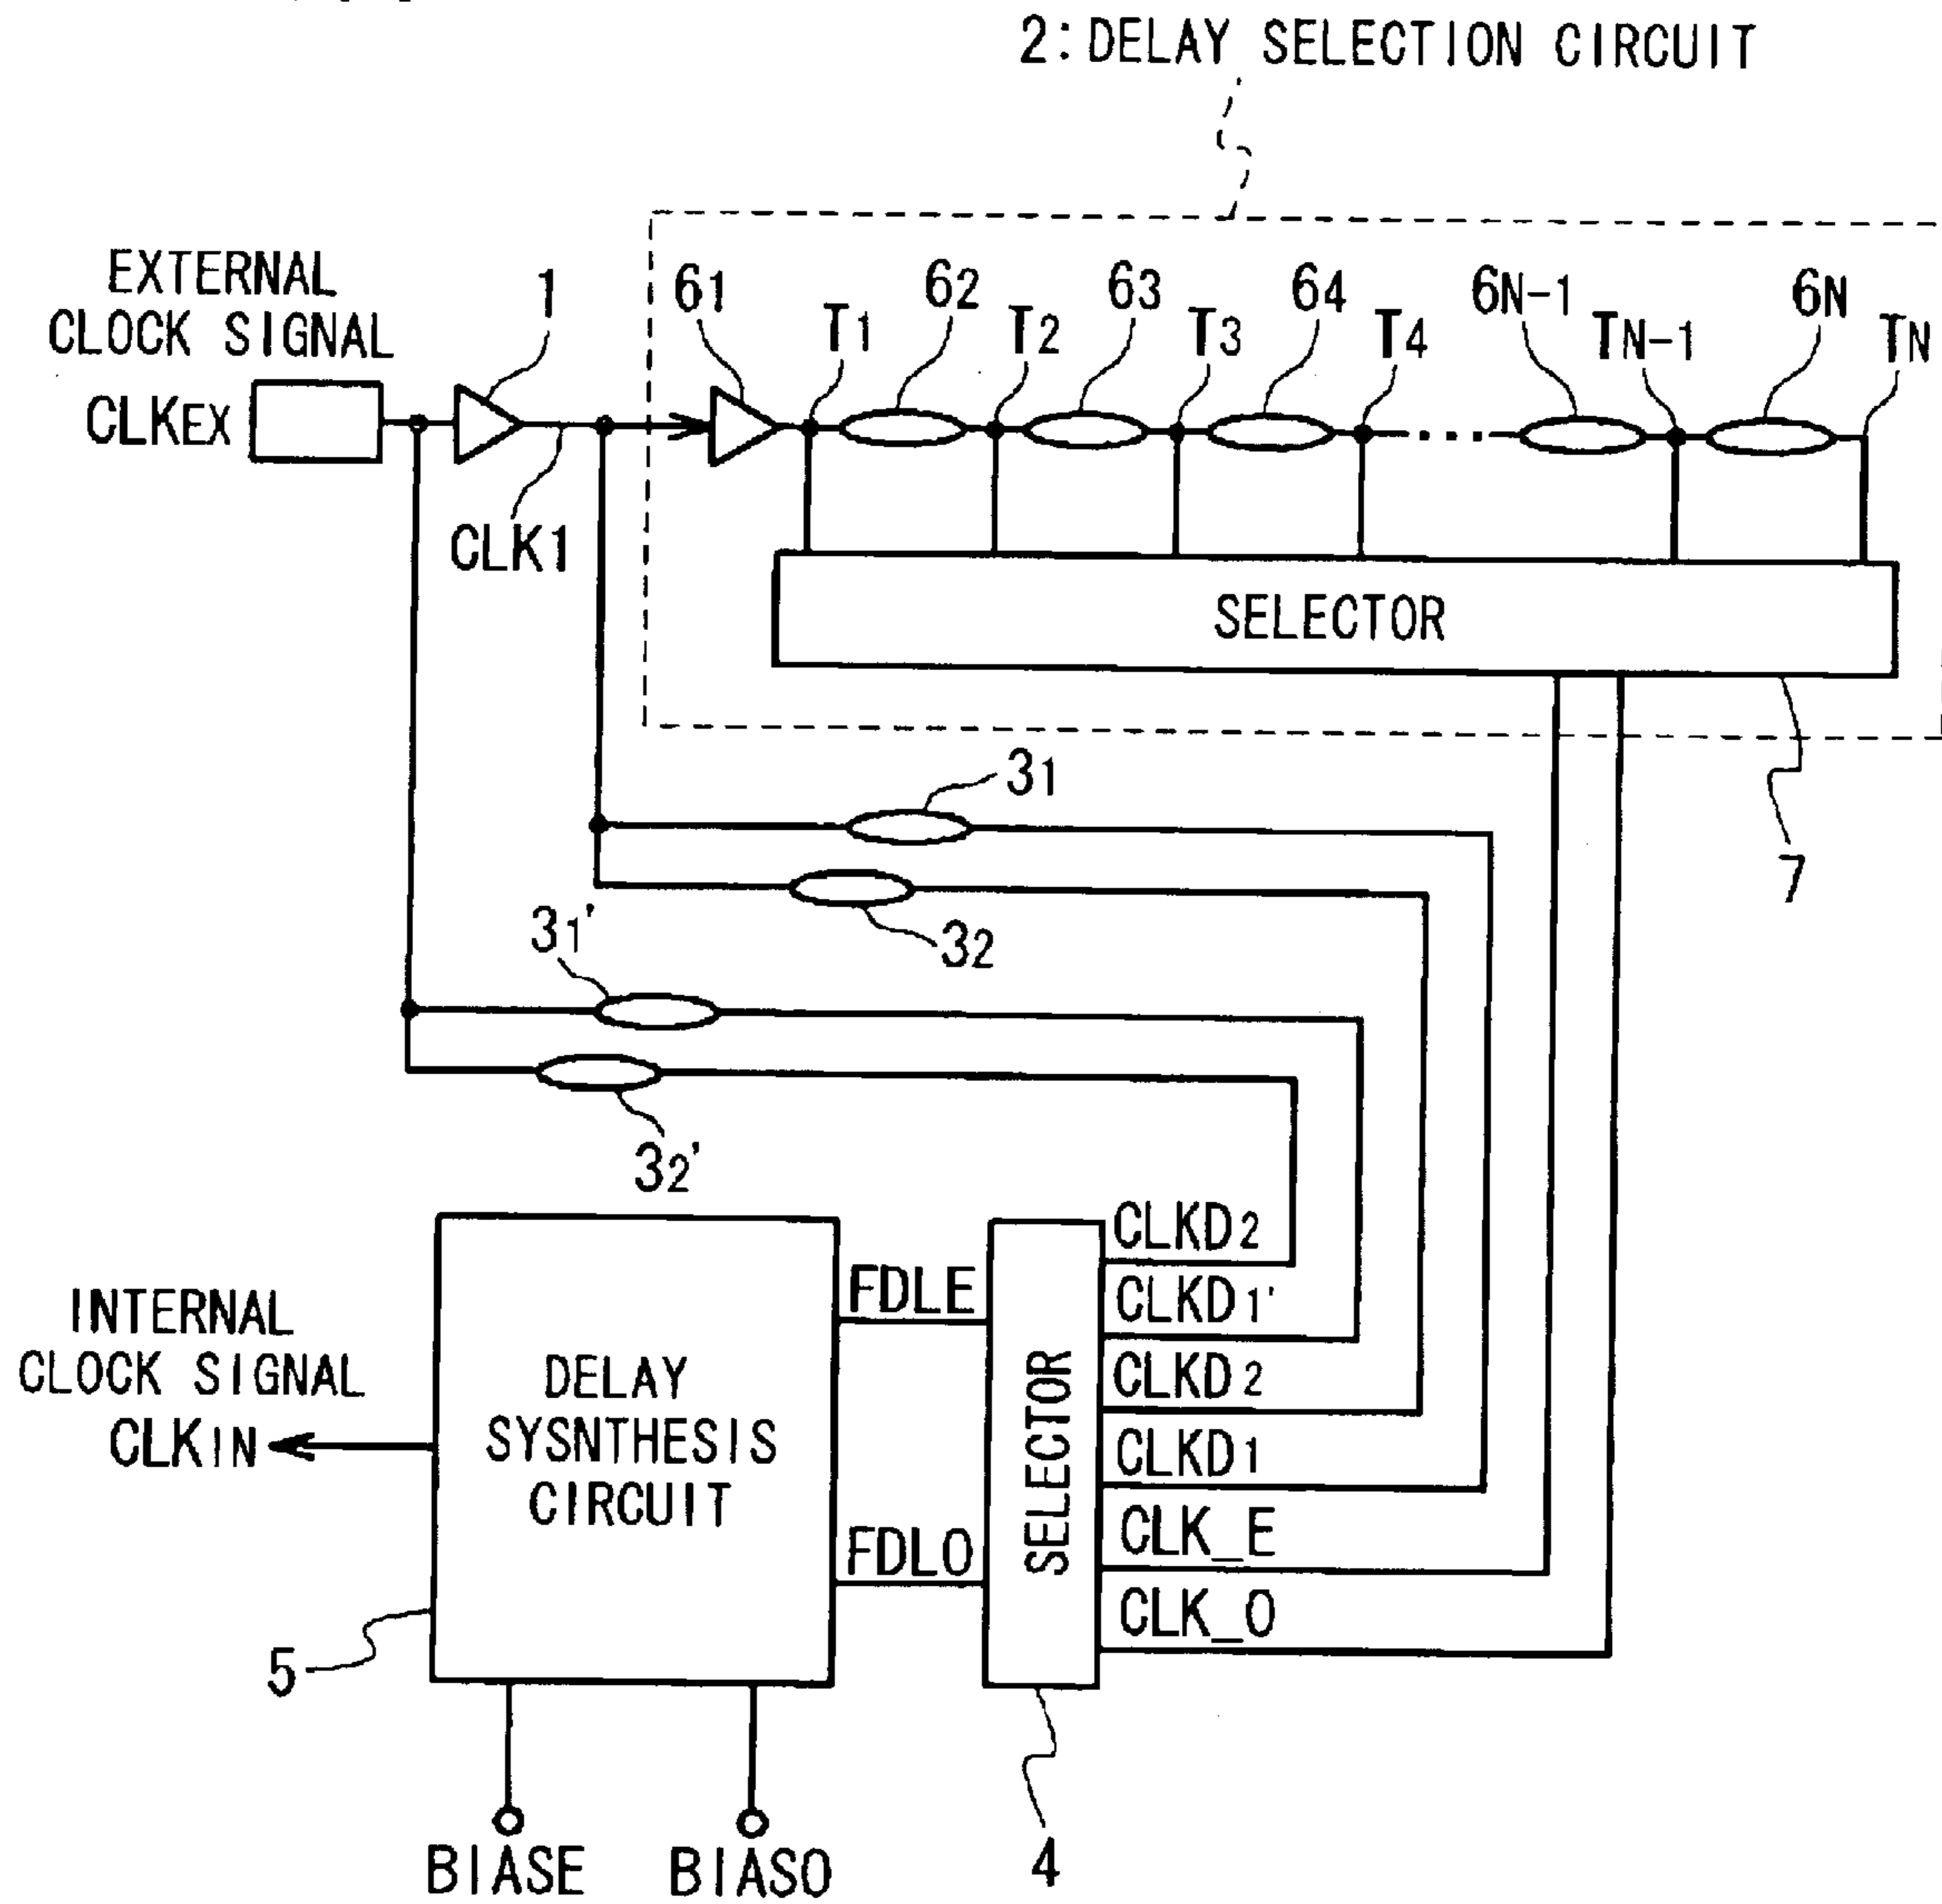 2: DELAY SELECTION CIRCUIT
EXTERNAL
CLOCK SIGNAL
CLKEX
1
CLK1
61
T1
62
T2
63
T3
64
T4
6N-1
TN-1
6N
TN
SELECTOR
7
31
32
31'
32'
CLKD2
CLKD1'
CLKD2
CLKD1
CLK_E
CLK_O
SELECTOR
4
FDLE
FDLO
DELAY
SYSNTHESIS
CIRCUIT
5
INTERNAL
CLOCK SIGNAL
CLKIN
BIASE
BIASO